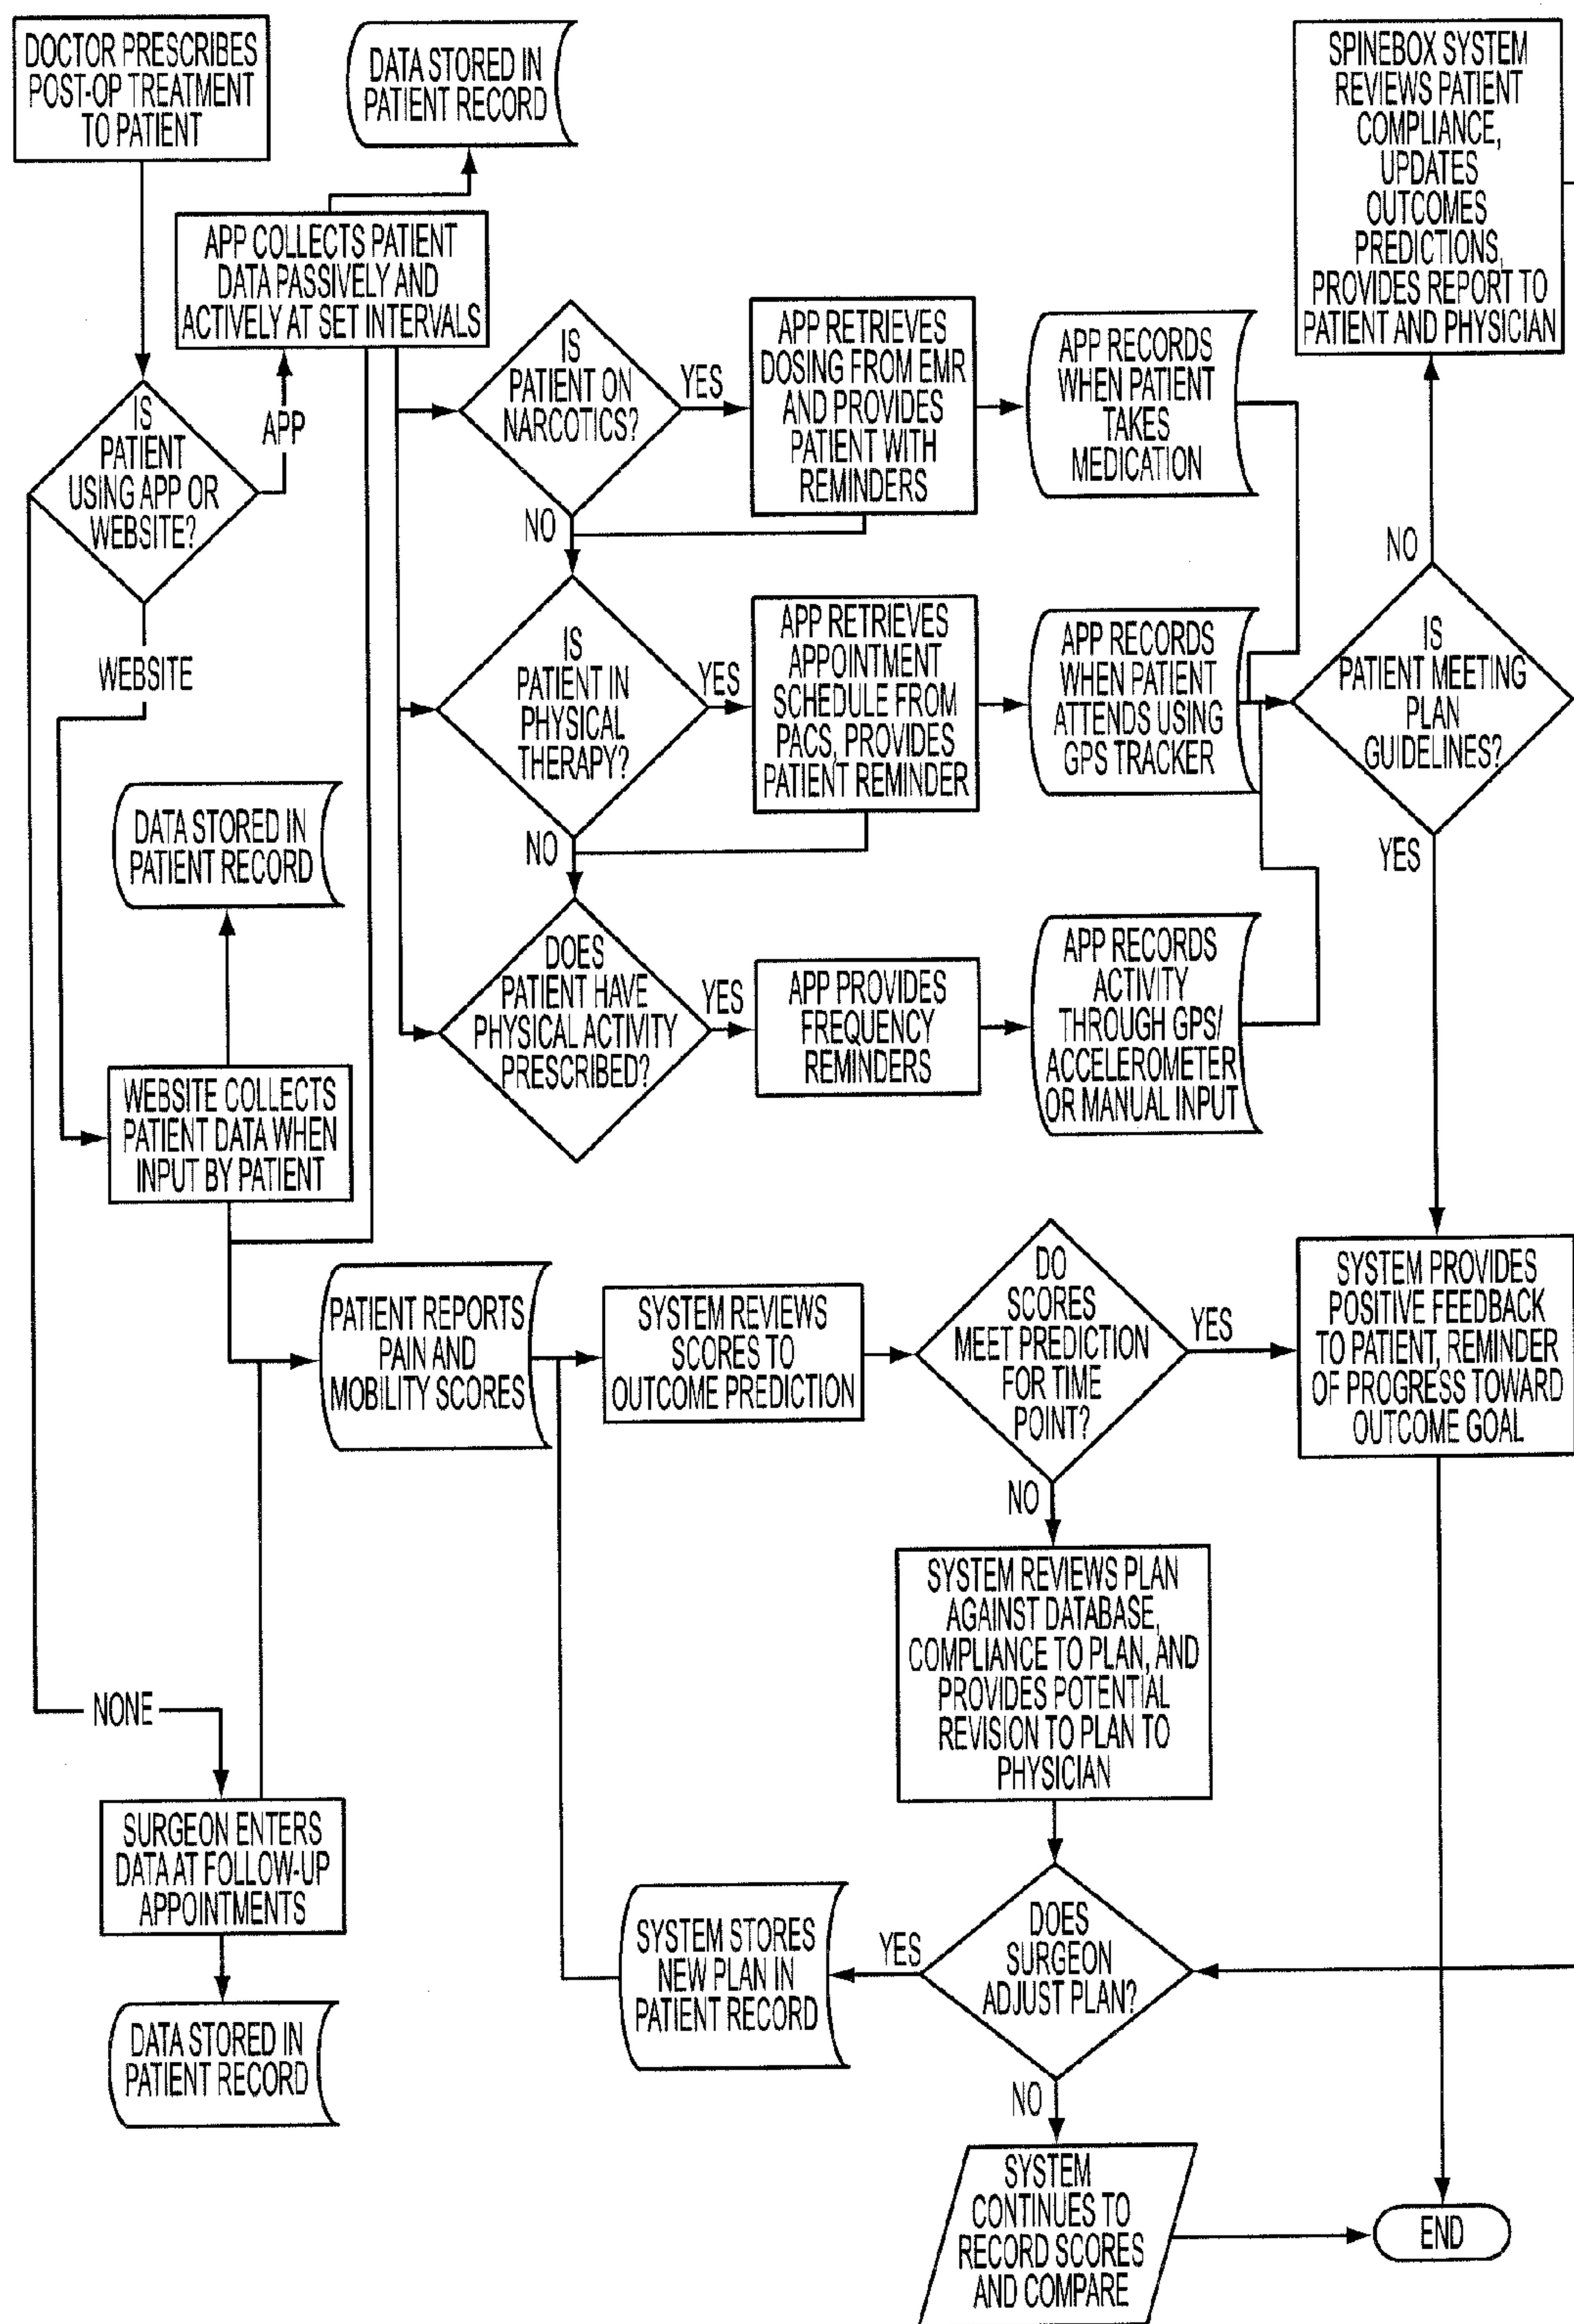 DOCTOR PRESCRIBES
POST-OP TREATMENT
TO PATIENT
DATA STORED IN
PATIENT RECORD
SPINEBOX SYSTEM
REVIEWS PATIENT
COMPLIANCE,
UPDATES
OUTCOMES
PREDICTIONS,
PROVIDES REPORT TO
PATIENT AND PHYSICIAN
APP COLLECTS PATIENT
DATA PASSIVELY AND
ACTIVELY AT SET INTERVALS
IS
PATIENT
USING APP OR
WEBSITE?
APP
IS
PATIENT ON
NARCOTICS?
YES
NO
APP RETRIEVES
DOSING FROM EMR
AND PROVIDES
PATIENT WITH
REMINDERS
APP RECORDS
WHEN PATIENT
TAKES
MEDICATION
NO
WEBSITE
IS
PATIENT IN
PHYSICAL
THERAPY?
YES
NO
APP RETRIEVES
APPOINTMENT
SCHEDULE FROM
PACS, PROVIDES
PATIENT REMINDER
APP RECORDS
WHEN PATIENT
ATTENDS USING
GPS TRACKER
IS
PATIENT MEETING
PLAN
GUIDELINES?
YES
DATA STORED IN
PATIENT RECORD
DOES
PATIENT HAVE
PHYSICAL ACTIVITY
PRESCRIBED?
YES
APP PROVIDES
FREQUENCY
REMINDERS
APP RECORDS
ACTIVITY
THROUGH GPS/
ACCELEROMETER
OR MANUAL INPUT
WEBSITE COLLECTS
PATIENT DATA WHEN
INPUT BY PATIENT
PATIENT REPORTS
PAIN AND
MOBILITY SCORES
SYSTEM REVIEWS
SCORES TO
OUTCOME PREDICTION
DO
SCORES
MEET PREDICTION
FOR TIME
POINT?
YES
NO
SYSTEM PROVIDES
POSITIVE FEEDBACK
TO PATIENT, REMINDER
OF PROGRESS TOWARD
OUTCOME GOAL
SYSTEM REVIEWS PLAN
AGAINST DATABASE,
COMPLIANCE TO PLAN, AND
PROVIDES POTENTIAL
REVISION TO PLAN TO
PHYSICIAN
NONE
SURGEON ENTERS
DATA AT FOLLOW-UP
APPOINTMENTS
DATA STORED IN
PATIENT RECORD
SYSTEM STORES
NEW PLAN IN
PATIENT RECORD
YES
DOES
SURGEON
ADJUST PLAN?
NO
SYSTEM
CONTINUES TO
RECORD SCORES
AND COMPARE
END